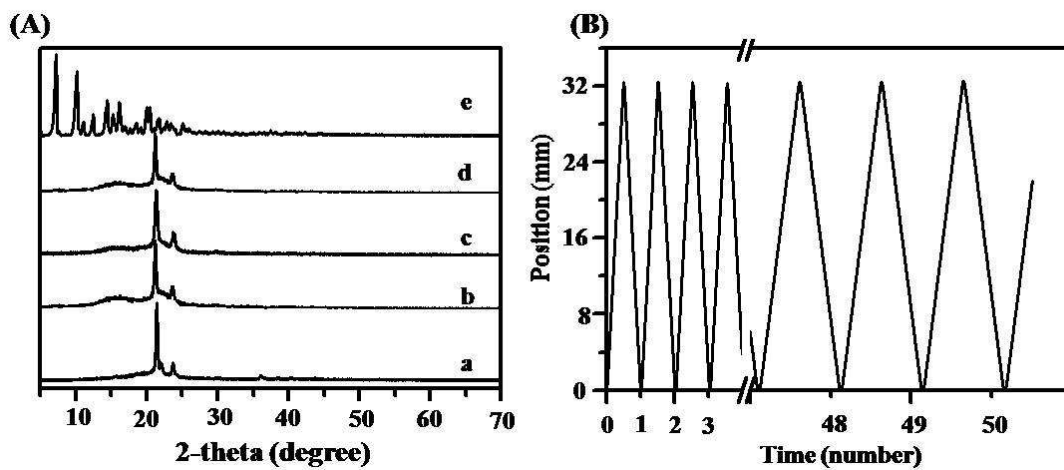 (A)
(B)
e
d
c
b
a
10 20 30 40 50 60 70
2-theta (degree)
Position (mm)
32
24
16
8
0
0 1 2 3 48 49 50
Time (number)